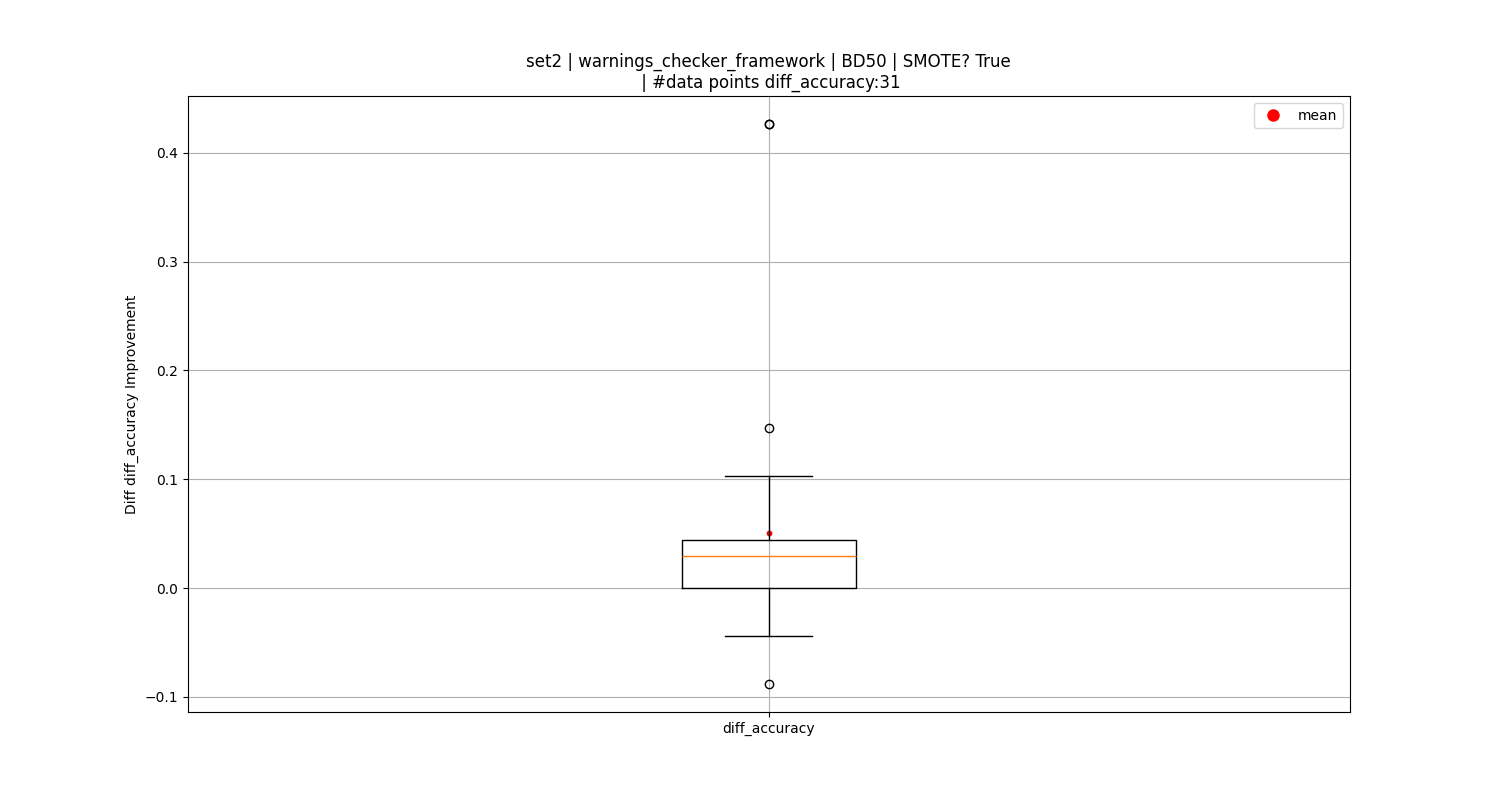 set2 | warnings_checker_framework | BD50 | SMOTE? True
| #data points diff_accuracy:31
mean
0.4
0.3
0.2
0.1
0.0
−0.1
Diff diff_accuracy Improvement
diff_accuracy